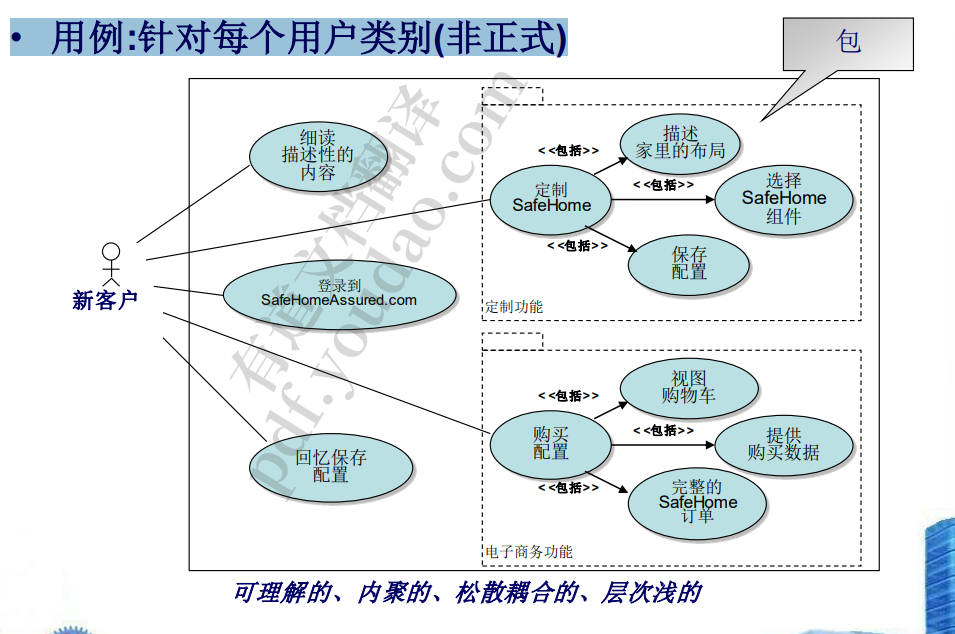 • 用例:针对每个用户类别(非正式)
包
细读
描述性的
内容
<<包括>>
描述
家里的布局
定制
SafeHome
<<包括>>
选择
SafeHome
组件
<<包括>>
保存
配置
定制功能
新客户
登录到
SafeHomeAssured.com
<<包括>>
视图
购物车
购买
配置
<<包括>>
提供
购买数据
<<包括>>
完整的
SafeHome
订单
电子商务功能
回忆保存
配置
可理解的、内聚的、松散耦合的、层次浅的
有道文档翻译
pdf.youdao.com